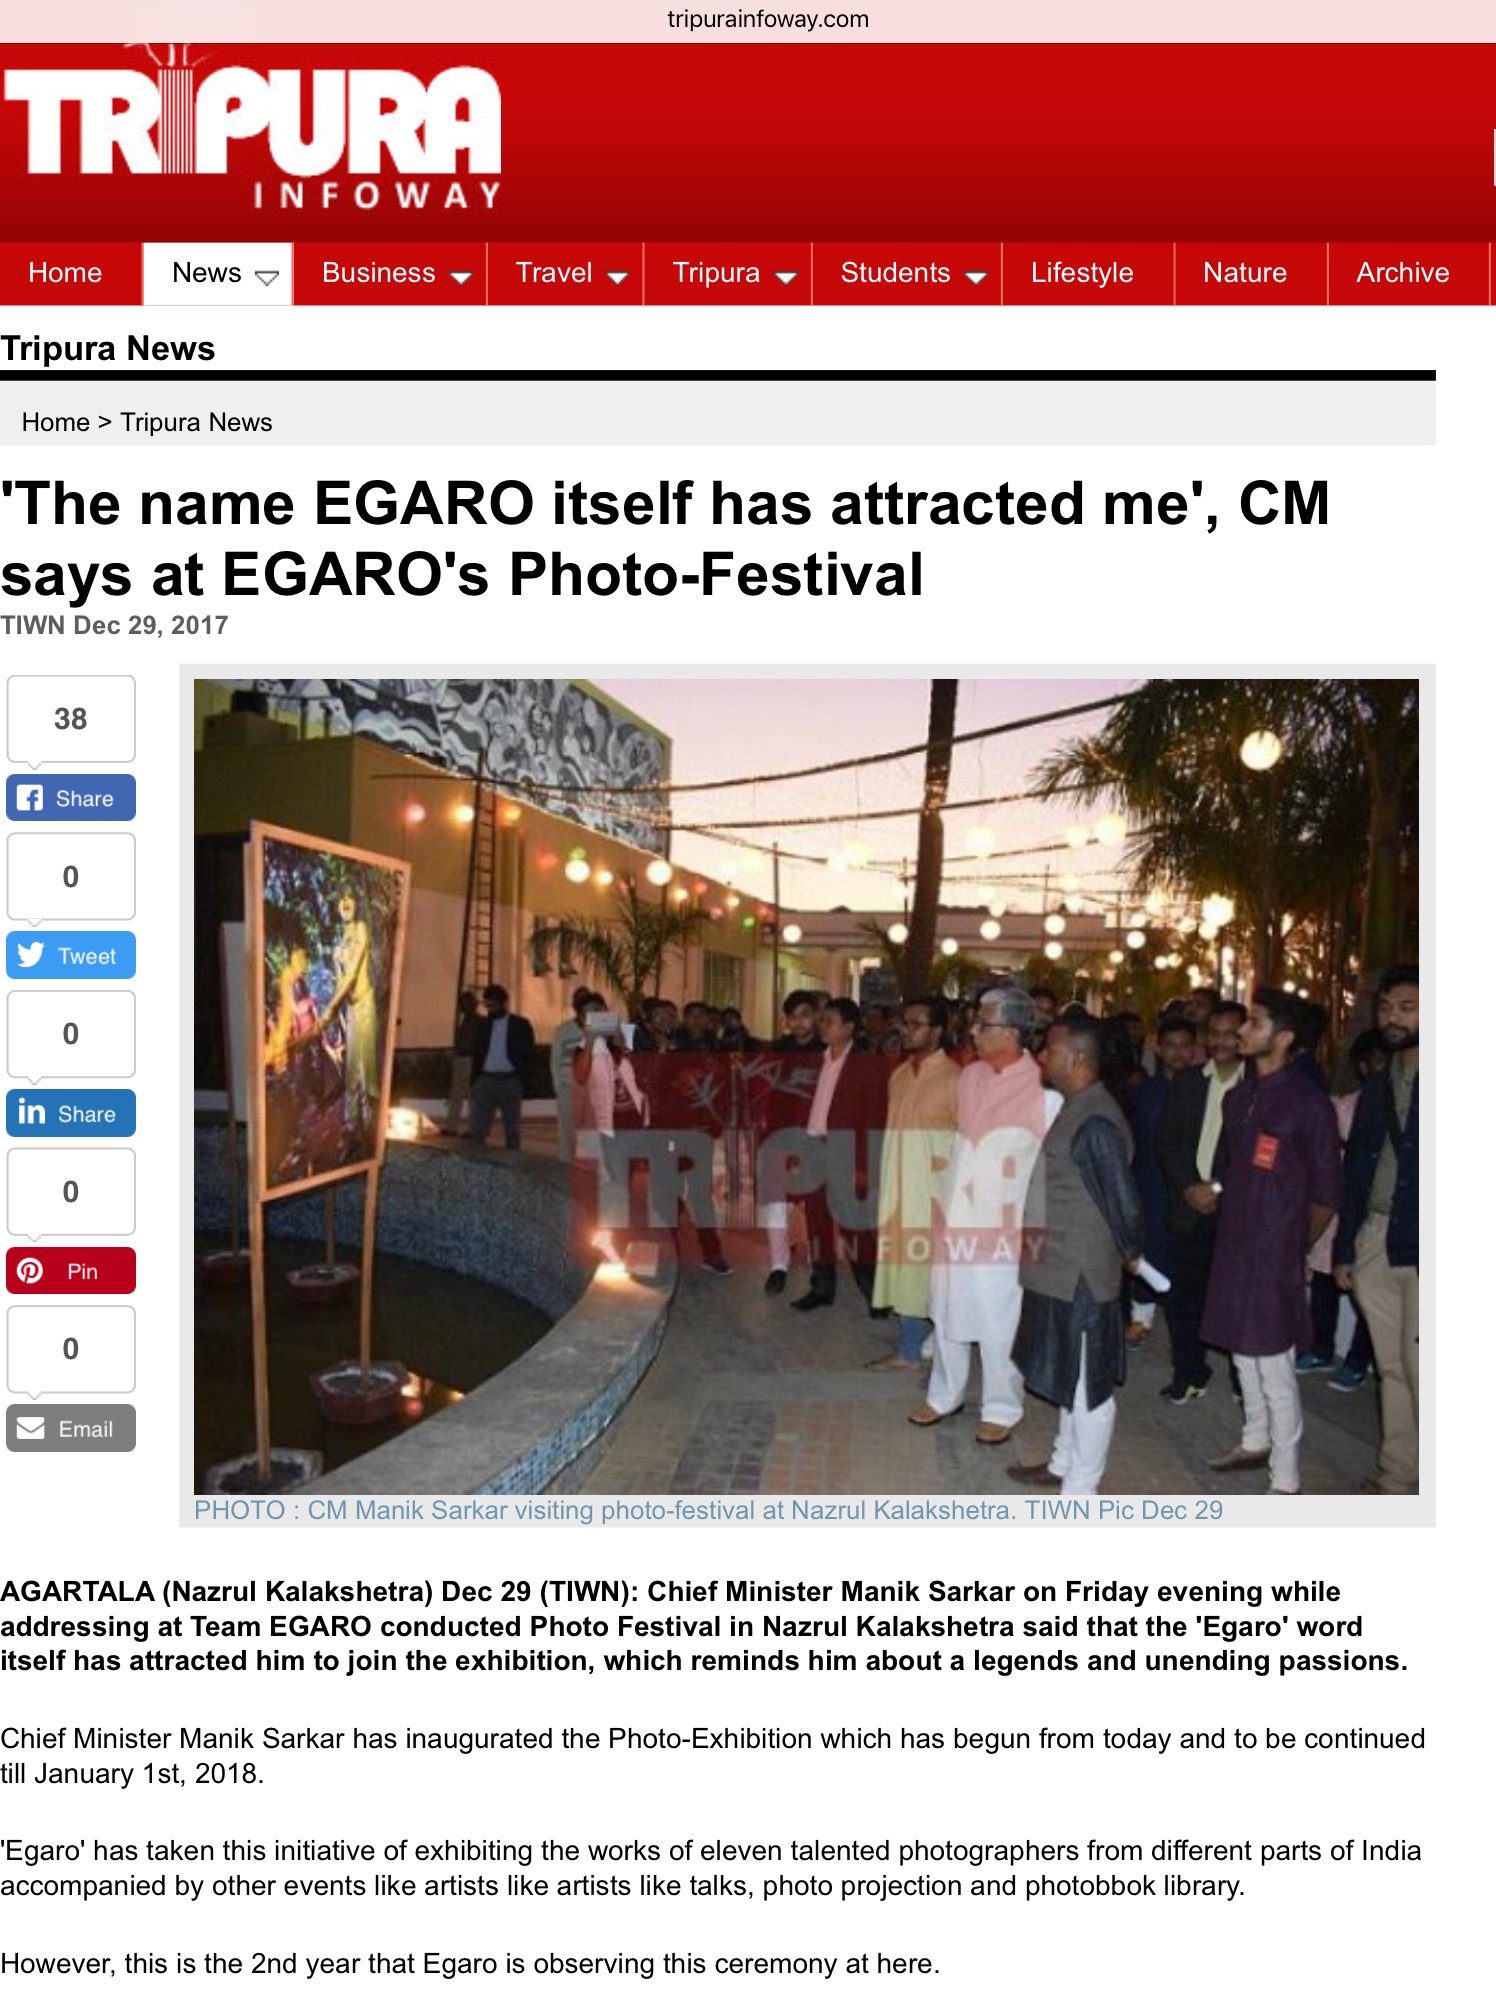 tripurainfoway.com
TRIPURA
INFOWAY
Home News Business Travel Tripura Students Lifestyle Nature Archive
Tripura News
Home > Tripura News
'The name EGARO itself has attracted me', CM
says at EGARO's Photo-Festival
TIWN Dec 29, 2017
38
Share
0
Tweet
0
Share
0
Pin
0
Email
TRIPURA
INFOWAY
PHOTO : CM Manik Sarkar visiting photo-festival at Nazrul Kalakshetra. TIWN Pic Dec 29
AGARTALA (Nazrul Kalakshetra) Dec 29 (TIWN): Chief Minister Manik Sarkar on Friday evening while
addressing at Team EGARO conducted Photo Festival in Nazrul Kalakshetra said that the 'Egaro' word
itself has attracted him to join the exhibition, which reminds him about a legends and unending passions.
Chief Minister Manik Sarkar has inaugurated the Photo-Exhibition which has begun from today and to be continued
till January 1st, 2018.
'Egaro' has taken this initiative of exhibiting the works of eleven talented photographers from different parts of India
accompanied by other events like artists like artists like talks, photo projection and photobbok library.
However, this is the 2nd year that Egaro is observing this ceremony at here.